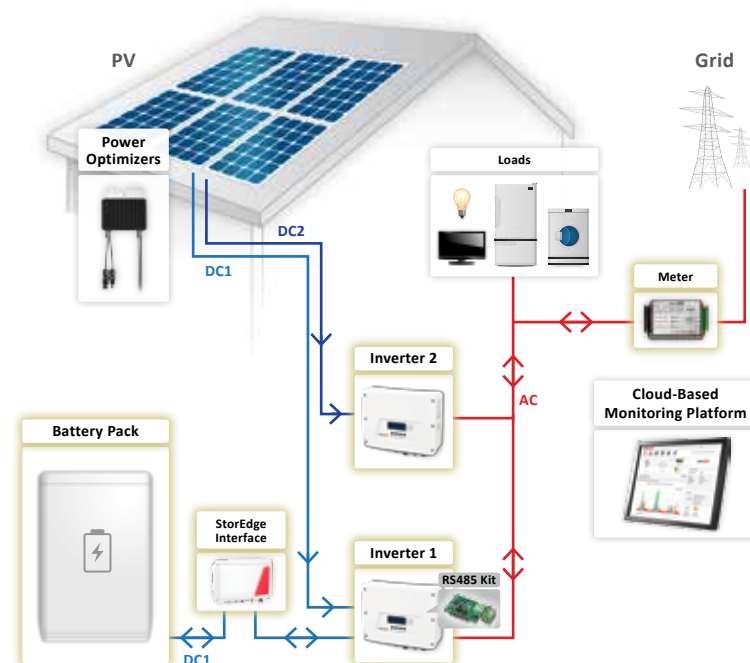 PV
Grid
Power
Optimizers
Loads
DC2
DC1
Meter
Inverter 2
AC
Cloud-Based
Monitoring Platform
Battery Pack
StorEdge
Interface
Inverter 1
RS485 Kit
DC1